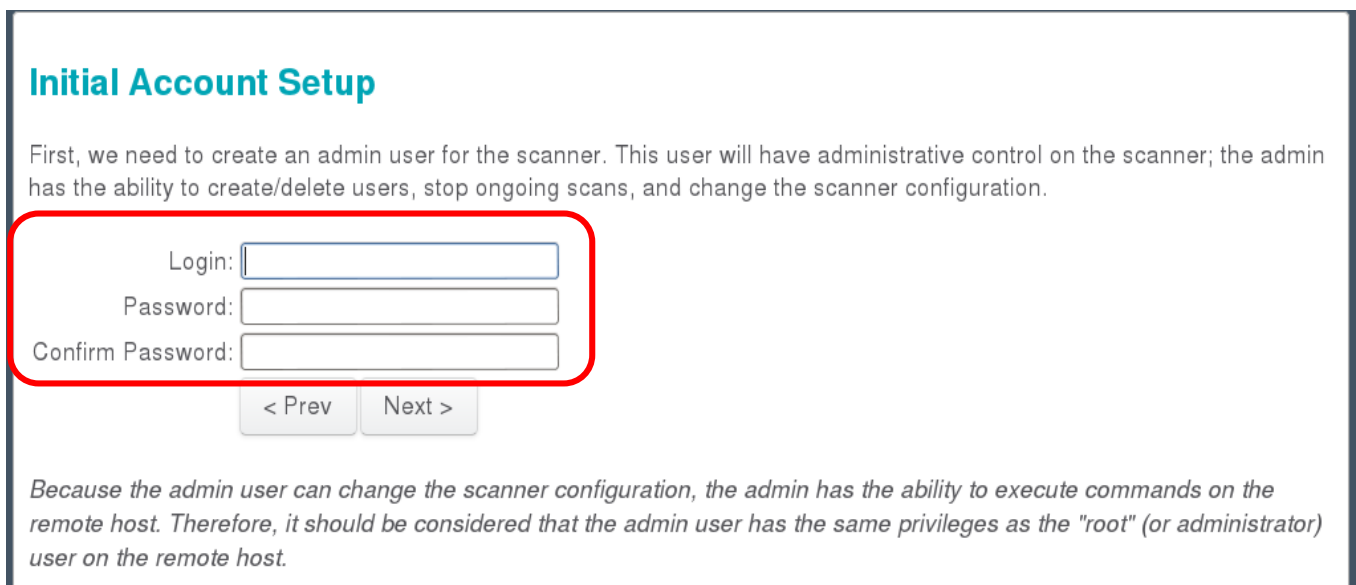 Initial Account Setup
First, we need to create an admin user for the scanner. This user will have administrative control on the scanner; the admin
has the ability to create/delete users, stop ongoing scans, and change the scanner configuration.
Login:
Password:
Confirm Password:
< Prev Next >
Because the admin user can change the scanner configuration, the admin has the ability to execute commands on the
remote host. Therefore, it should be considered that the admin user has the same privileges as the "root" (or administrator)
user on the remote host.